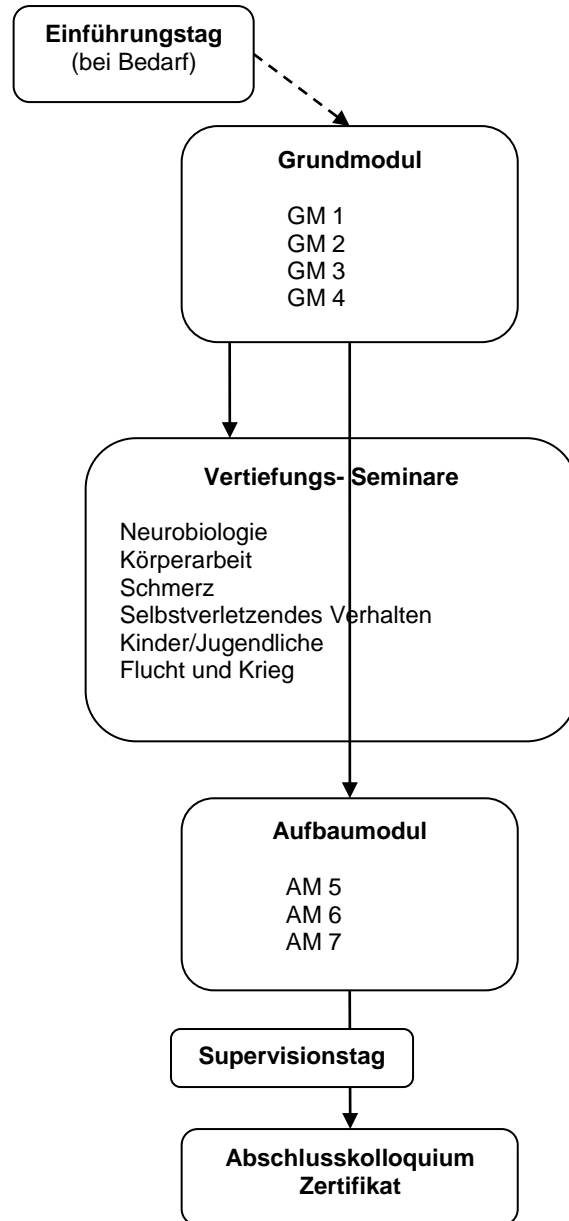 Einführungstag
(bei Bedarf)
Grundmodul
GM 1
GM 2
GM 3
GM 4
Vertiefungs- Seminare
Neurobiologie
Körperarbeit
Schmerz
Selbstverletzendes Verhalten
Kinder/Jugendliche
Flucht und Krieg
Aufbaumodul
AM 5
AM 6
AM 7
Supervisionstag
Abschlusskolloquium
Zertifikat